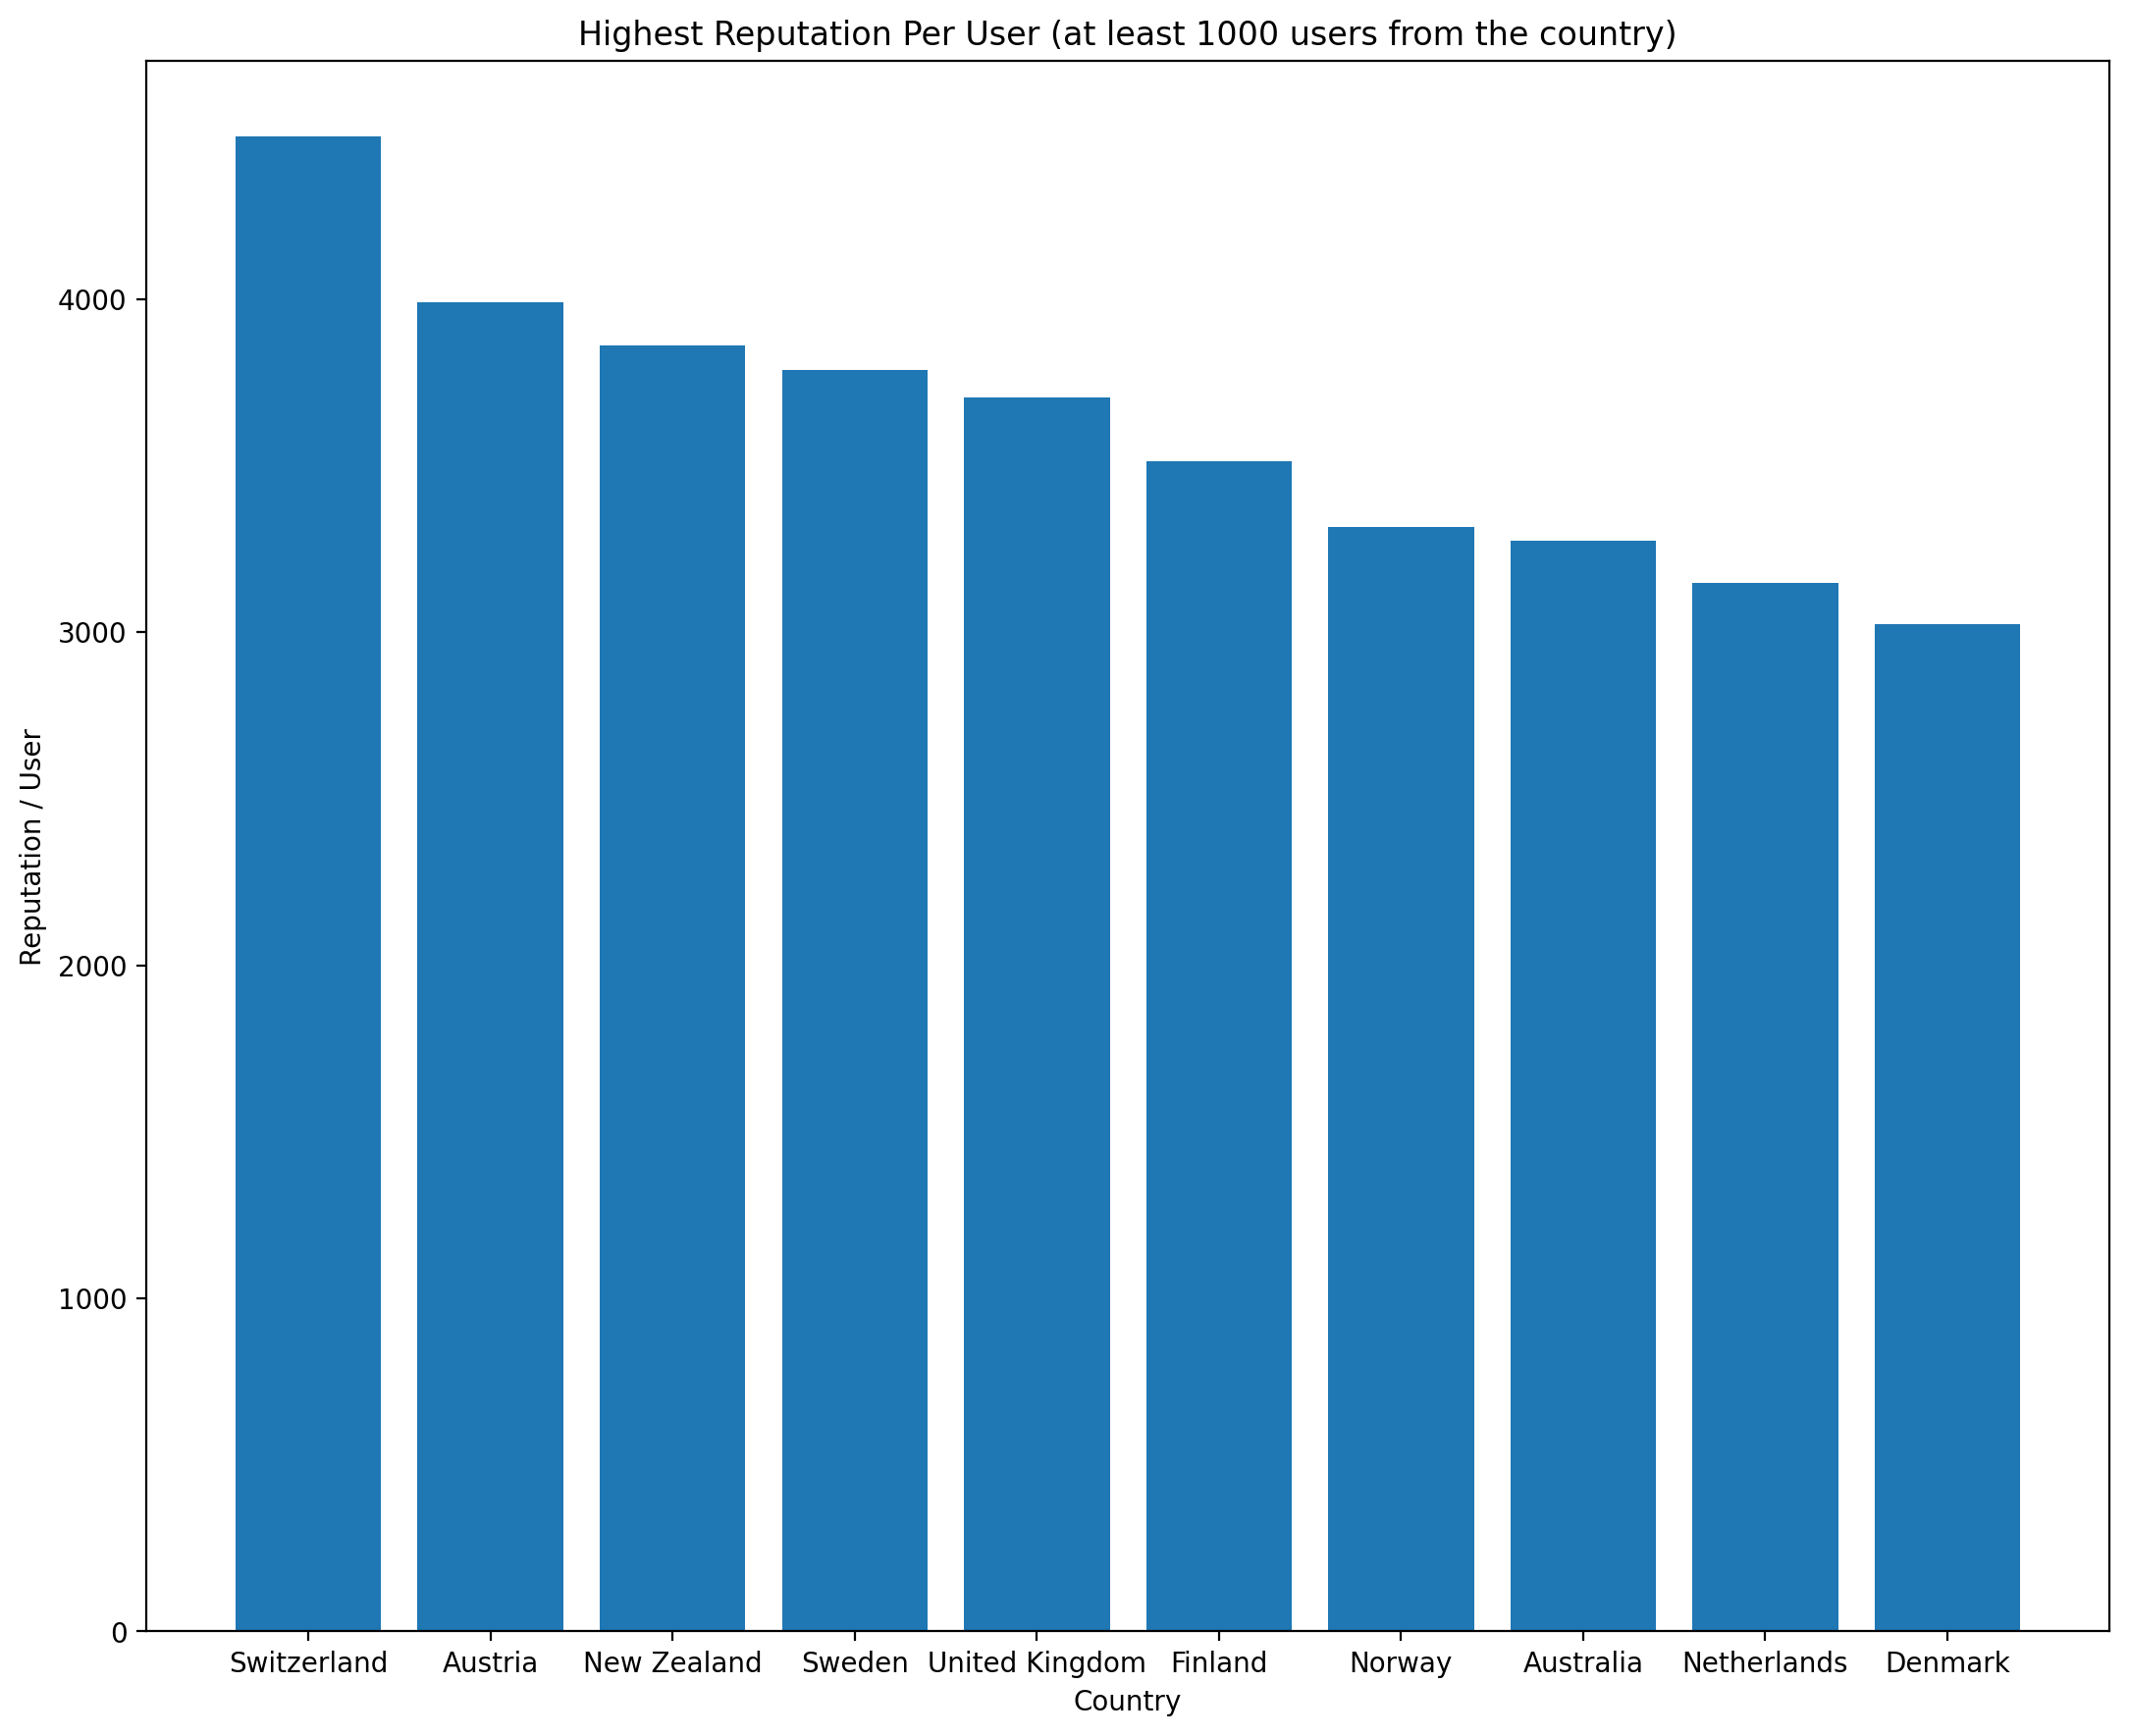 Highest Reputation Per User (at least 1000 users from the country)
4000
3000
2000
1000
0
Reputation / User
Switzerland Austria New Zealand Sweden United Kingdom Finland Norway Australia Netherlands Denmark
Country